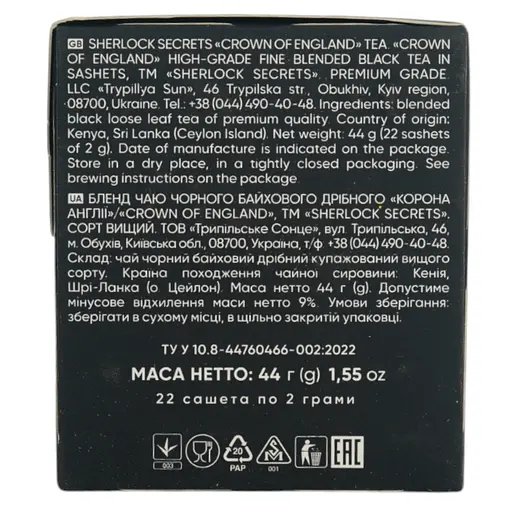 GB SHERLOCK SECRETS «CROWN OF ENGLAND» TEA. «CROWN
OF ENGLAND» HIGH-GRADE FINE BLENDED BLACK TEA IN
SASHETS, TM «SHERLOCK SECRETS». PREMIUM GRADE.
LLC «Trypillya Sun», 46 Trypilska str., Obukhiv, Kyiv region,
08700, Ukraine. Tel.: +38 (044) 490-40-48. Ingredients: blended
black loose leaf tea of premium quality. Country of origin:
Kenya, Sri Lanka (Ceylon Island). Net weight: 44 g (22 sashets
of 2 g). Date of manufacture is indicated on the package.
Store in a dry place, in a tightly closed packaging. See
brewing instructions on the package.
UA БЛЕНД ЧАЮ ЧОРНОГО БАЙХОВОГО ДРІБНОГО «КОРОНА
АНГЛІЇ»/«CROWN OF ENGLAND», ТМ «SHERLOCK SECRETS».
СОРТ ВИЩИЙ. ТОВ «Трипільське Сонце», вул. Трипільська, 46,
м. Обухів, Київська обл., 08700, Україна, т/ф +38 (044) 490-40-48.
Склад: чай чорний байховий дрібний купажований вищого
сорту. Країна походження чайної сировини: Кенія,
Шрі-Ланка (о. Цейлон). Маса нетто 44 г (g). Допустиме
мінусове відхилення маси нетто 9%. Умови зберігання:
зберігати в сухому місці, в щільно закритій упаковці.
ТУ У 10.8-44760466-002:2022
МАСА НЕТТО: 44 г (g) 1,55 oz
22 сашета по 2 грами
003 20 PAP 001 EAC